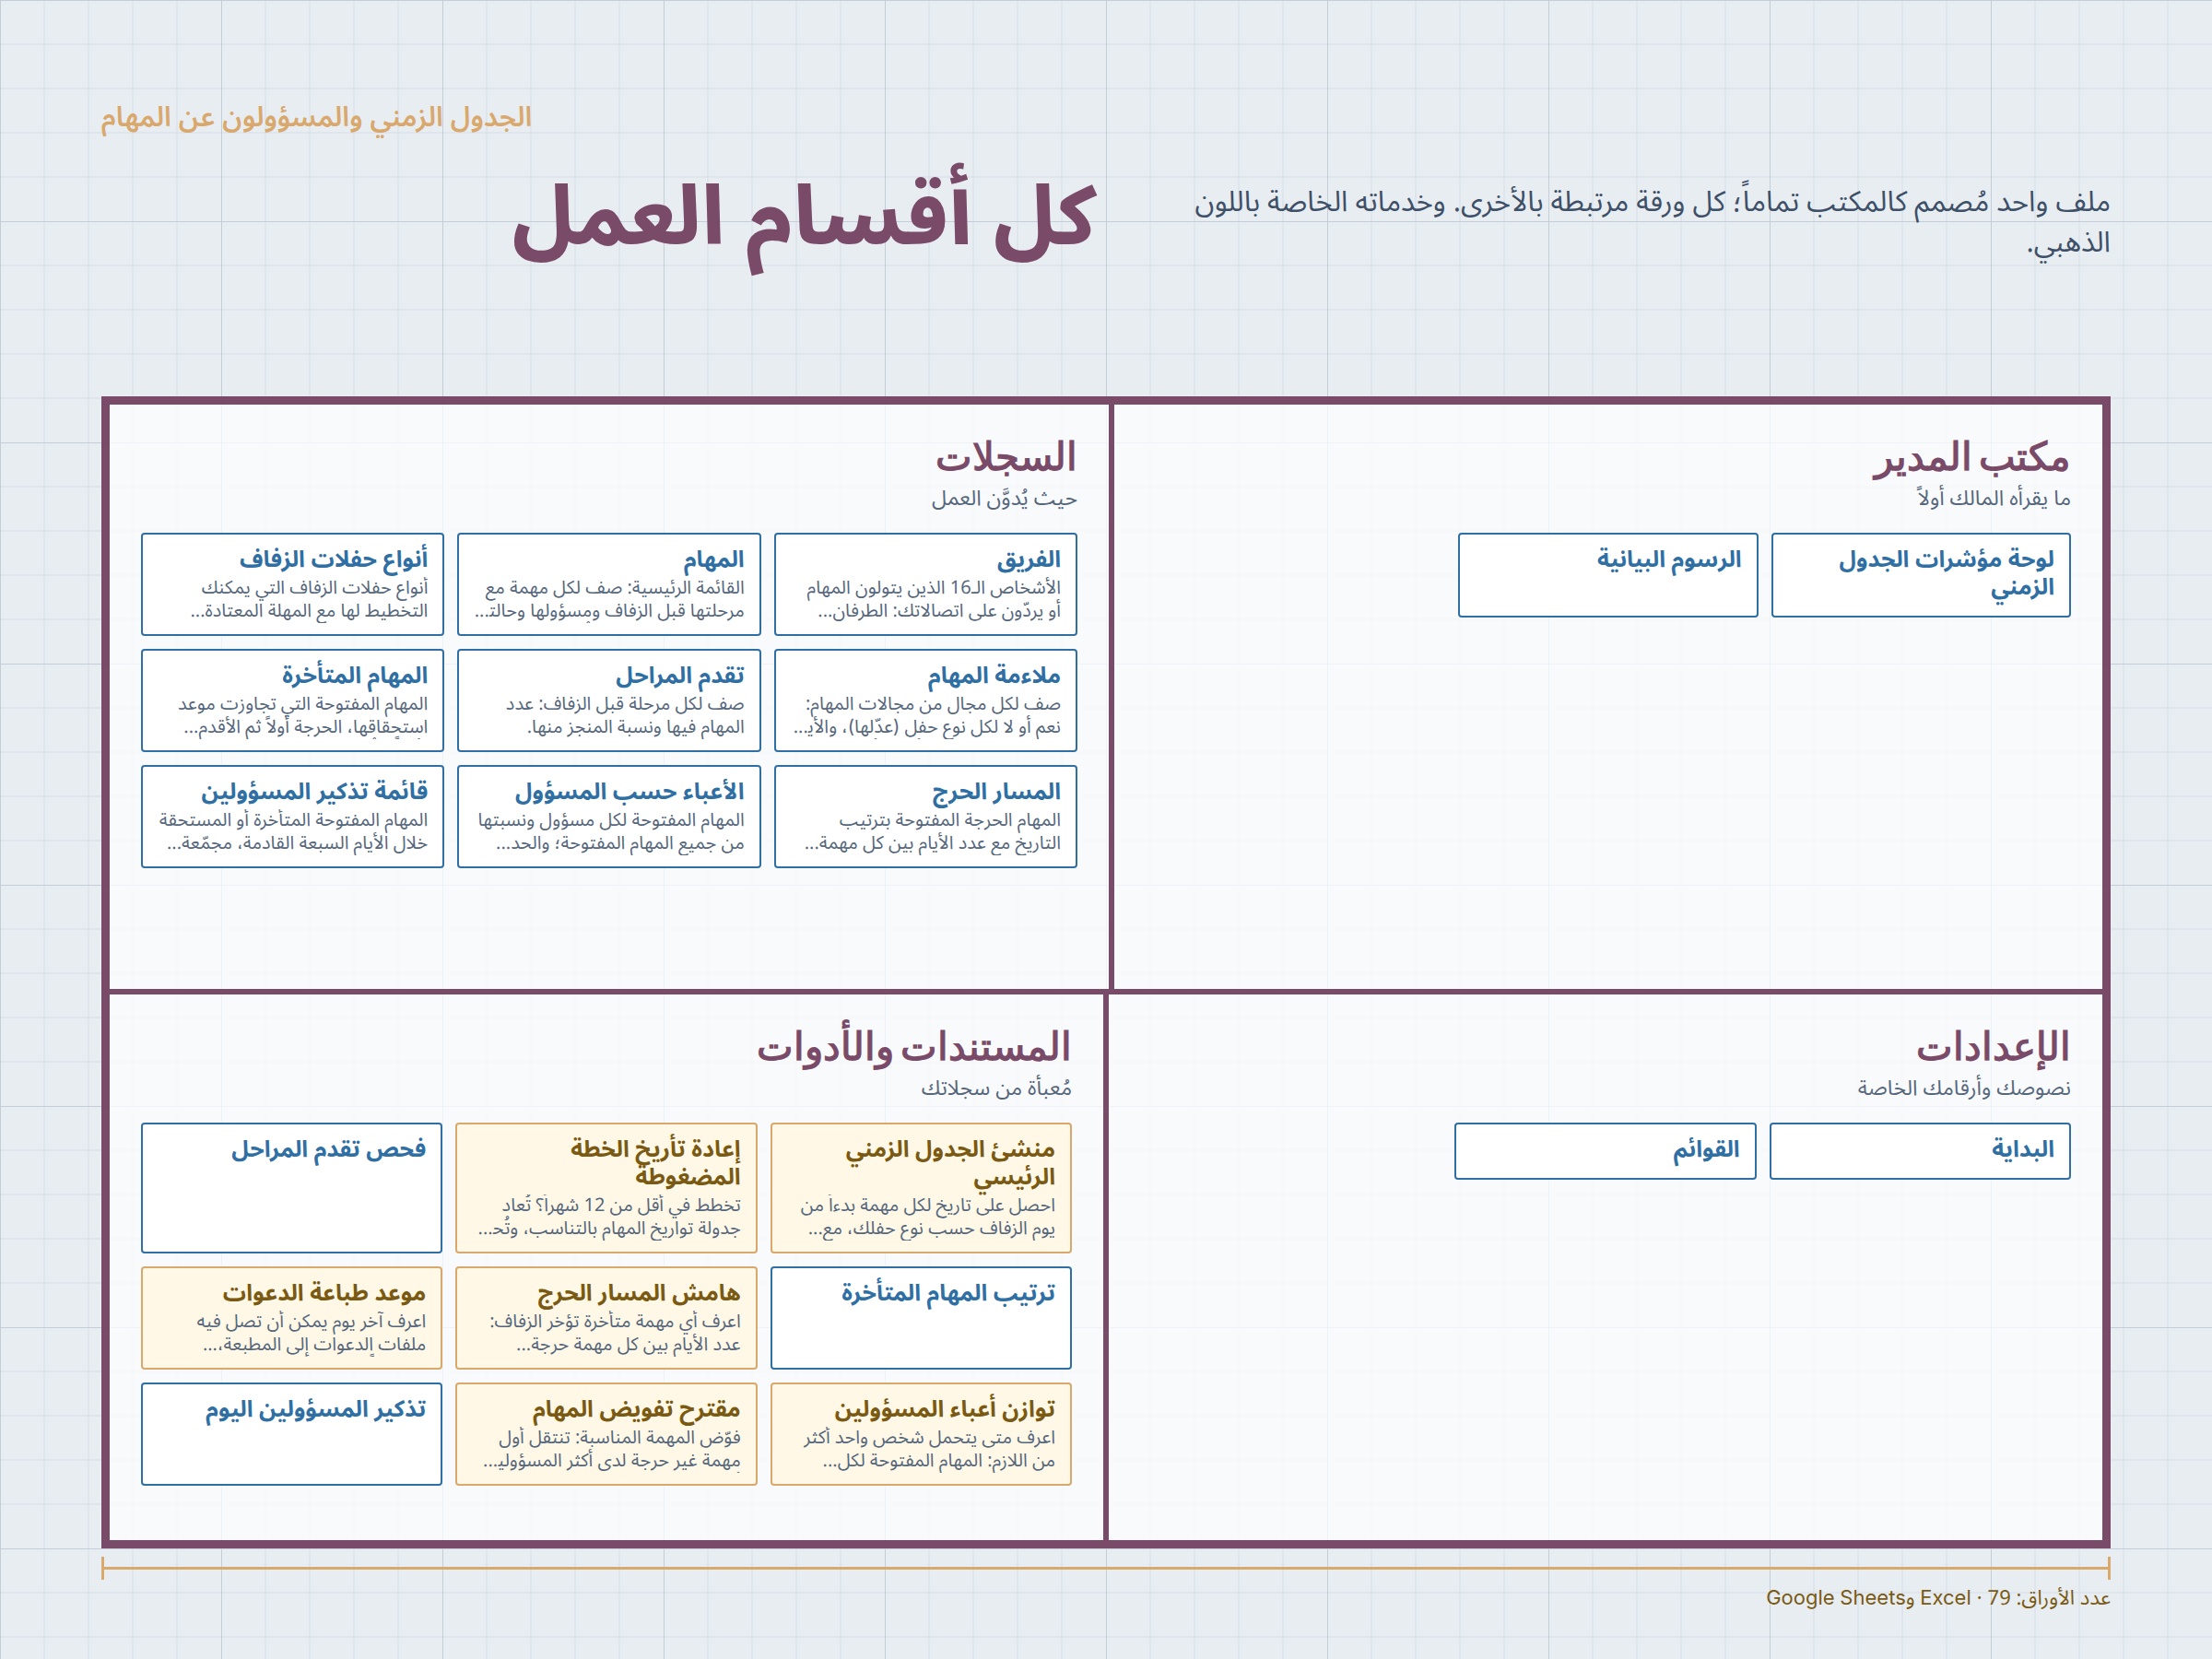 الجدول الزمني والمسؤولون عن المهام
كل أقسام العمل
ملف واحد مُصمم كالمكتب تماماً؛ كل ورقة مرتبطة بالأخرى. وخدماته الخاصة باللون
الذهبي.
مكتب المدير
ما يقرأه المالك أولاً
لوحة مؤشرات الجدول
الزمني
الرسوم البيانية
السجلات
حيث يُدوَّن العمل
الفريق
الأشخاص الـ16 الذين يتولون المهام
أو يردّون على اتصالاتك: الطرفان...
المهام
القائمة الرئيسية: صف لكل مهمة مع
مرحلتها قبل الزفاف ومسؤولها وحالتـ...
أنواع حفلات الزفاف
أنواع حفلات الزفاف التي يمكنك
التخطيط لها مع المهلة المعتادة...
ملاءمة المهام
صف لكل مجال من مجالات المهام:
نعم أو لا لكل نوع حفل (عدّلها)، والأيـ...
تقدم المراحل
صف لكل مرحلة قبل الزفاف: عدد
المهام فيها ونسبة المنجز منها.
المهام المتأخرة
المهام المفتوحة التي تجاوزت موعد
استحقاقها، الحرجة أولاً ثم الأقدم...
المسار الحرج
المهام الحرجة المفتوحة بترتيب
التاريخ مع عدد الأيام بين كل مهمة...
الأعباء حسب المسؤول
المهام المفتوحة لكل مسؤول ونسبتها
من جميع المهام المفتوحة؛ والحد...
قائمة تذكير المسؤولين
المهام المفتوحة المتأخرة أو المستحقة
خلال الأيام السبعة القادمة، مجمّعة...
الإعدادات
نصوصك وأرقامك الخاصة
البداية
القوائم
المستندات والأدوات
مُعبأة من سجلاتك
منشئ الجدول الزمني
الرئيسي
احصل على تاريخ لكل مهمة بدءاً من
يوم الزفاف حسب نوع حفلك، مع...
إعادة تأريخ الخطة
المضغوطة
تخطط في أقل من 12 شهراً؟ تُعاد
جدولة تواريخ المهام بالتناسب، وتُحـ...
فحص تقدم المراحل
ترتيب المهام المتأخرة
هامش المسار الحرج
اعرف أي مهمة متأخرة تؤخر الزفاف:
عدد الأيام بين كل مهمة حرجة...
موعد طباعة الدعوات
اعرف آخر يوم يمكن أن تصل فيه
ملفات الدعوات إلى المطبعة،...
توازن أعباء المسؤولين
اعرف متى يتحمل شخص واحد أكثر
من اللازم: المهام المفتوحة لكل...
مقترح تفويض المهام
فوّض المهمة المناسبة: تنتقل أول
مهمة غير حرجة لدى أكثر المسؤوليـ...
تذكير المسؤولين اليوم
عدد الأوراق: 79 · Excel وGoogle Sheets